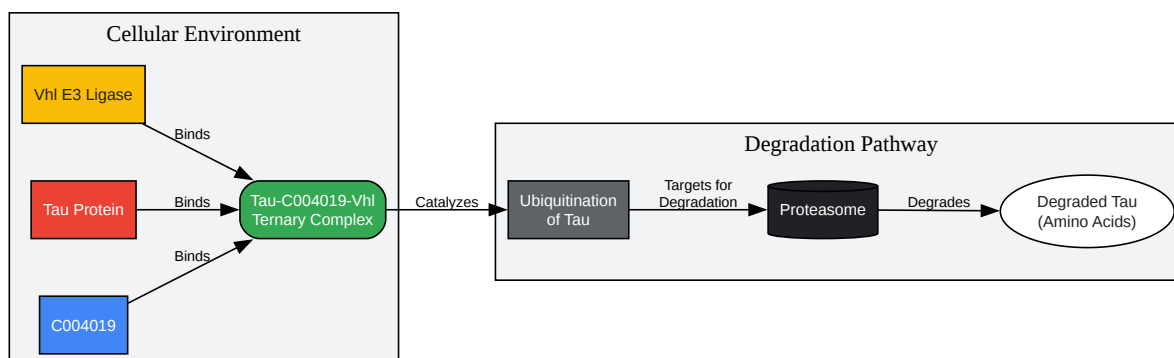 Cellular Environment
Vhl E3 Ligase
Binds
Tau Protein
Binds
Tau-C004019-Vhl
Ternary Complex
Binds
C004019
Catalyzes
Degradation Pathway
Ubiquitination
of Tau
Targets for
Degradation
Proteasome
Degrades
Degraded Tau
(Amino Acids)